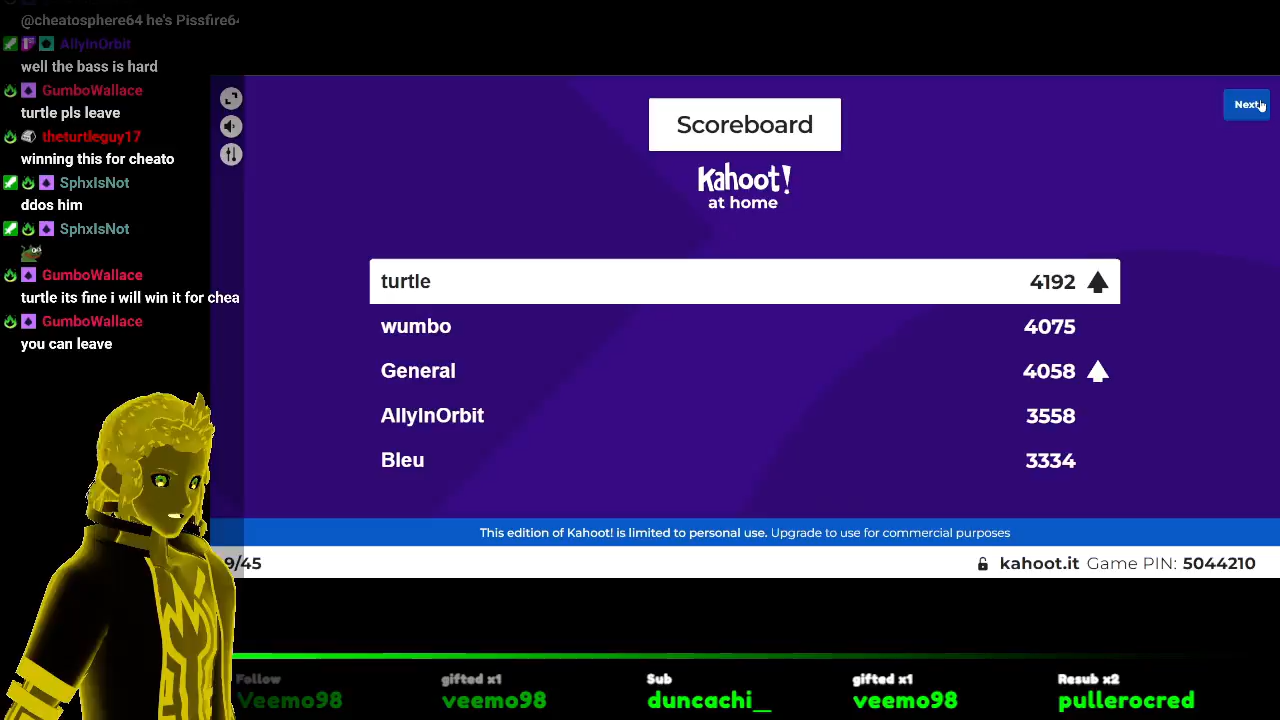 @cheatosphere64 he's Pissfire64
AllyInOrbit
well the bass is hard
GumboWallace
turtle pls leave
theturtleguy17
winning this for cheato
SphxIsNot
ddos him
SphxIsNot
GumboWallace
turtle its fine i will win it for chea
GumboWallace
you can leave
Next
Scoreboard
Kahoot!
at home
turtle 4192
wumbo 4075
General 4058
AllyInOrbit 3558
Bleu 3334
This edition of Kahoot! is limited to personal use. Upgrade to use for commercial purposes
9/45
kahoot.it Game PIN: 5044210
Follow gifted x1 Sub gifted x1 Resub x2
Veemo98 veemo98 duncachi_ veemo98 pullerocred